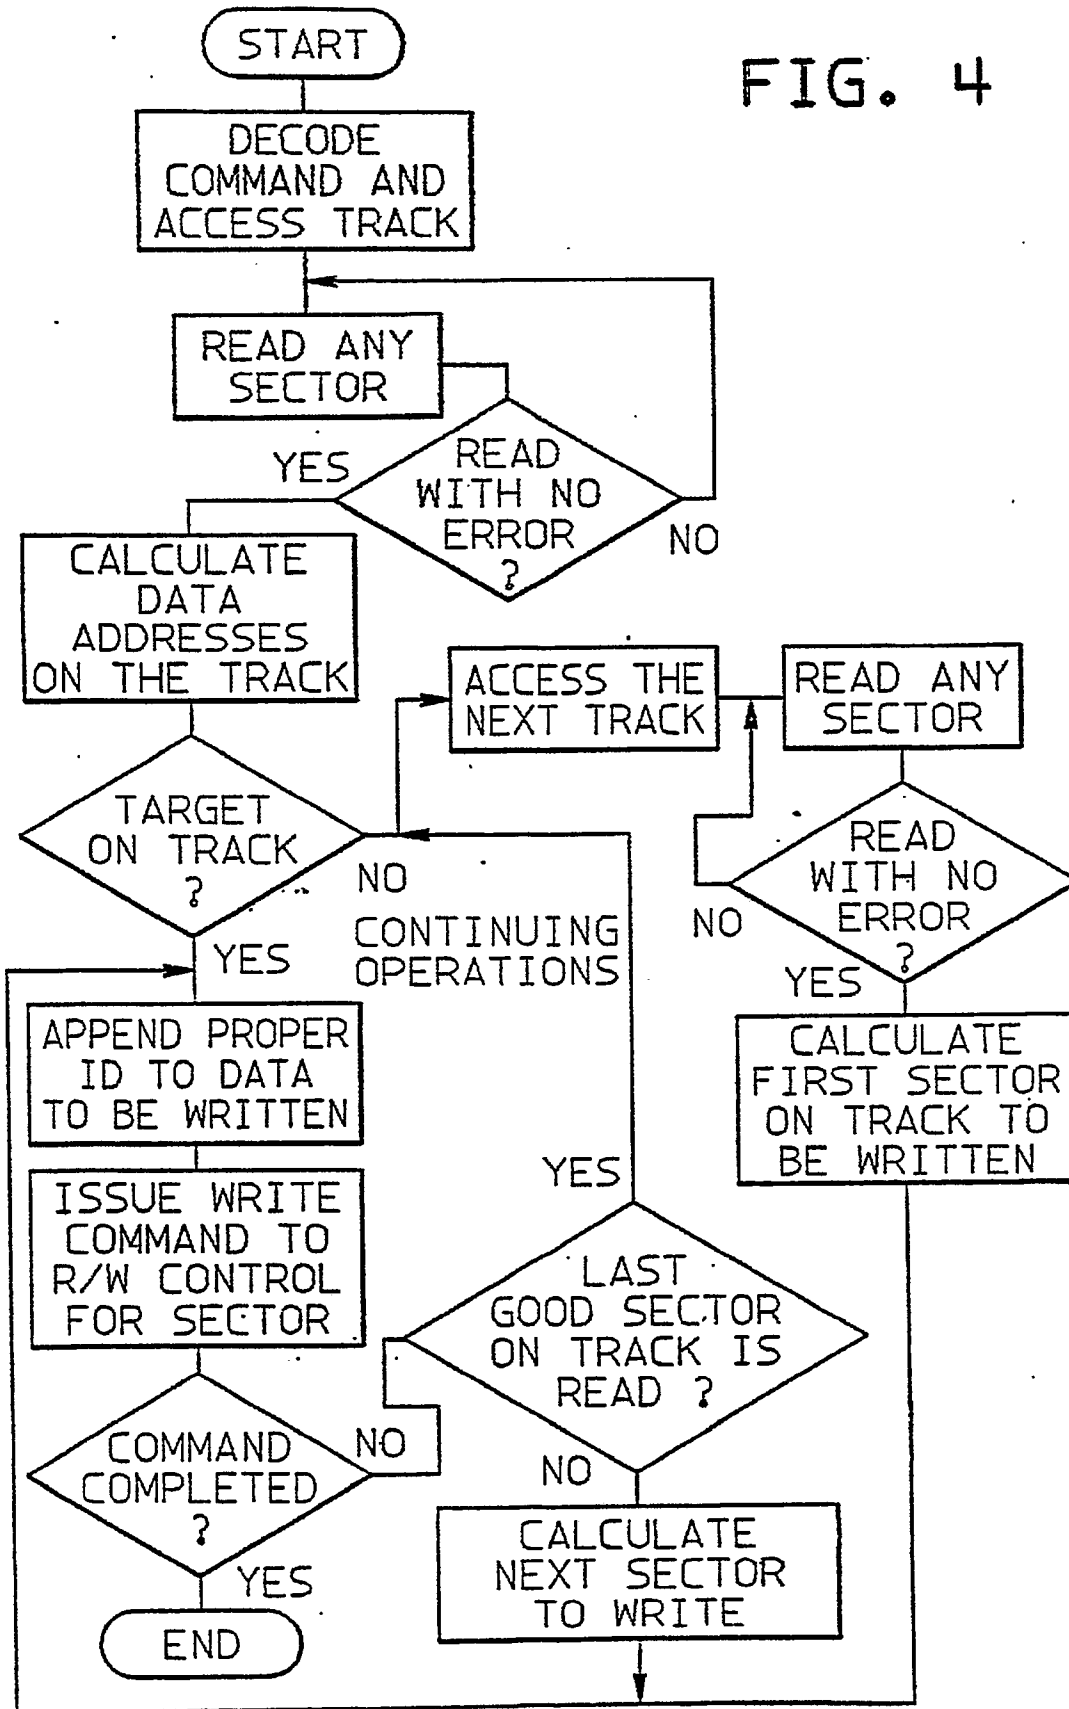 START
FIG. 4
DECODE
COMMAND AND
ACCESS TRACK
READ ANY
SECTOR
YES
READ
WITH NO
ERROR
?
NO
CALCULATE
DATA
ADDRESSES
ON THE TRACK
ACCESS THE
NEXT TRACK
READ ANY
SECTOR
TARGET
ON TRACK
?
NO
READ
WITH NO
ERROR
?
NO
YES
YES
CONTINUING
OPERATIONS
APPEND PROPER
ID TO DATA
TO BE WRITTEN
CALCULATE
FIRST SECTOR
ON TRACK TO
BE WRITTEN
ISSUE WRITE
COMMAND TO
R/W CONTROL
FOR SECTOR
YES
LAST
GOOD SECTOR
ON TRACK IS
READ ?
NO
COMMAND
COMPLETED
?
NO
YES
CALCULATE
NEXT SECTOR
TO WRITE
END